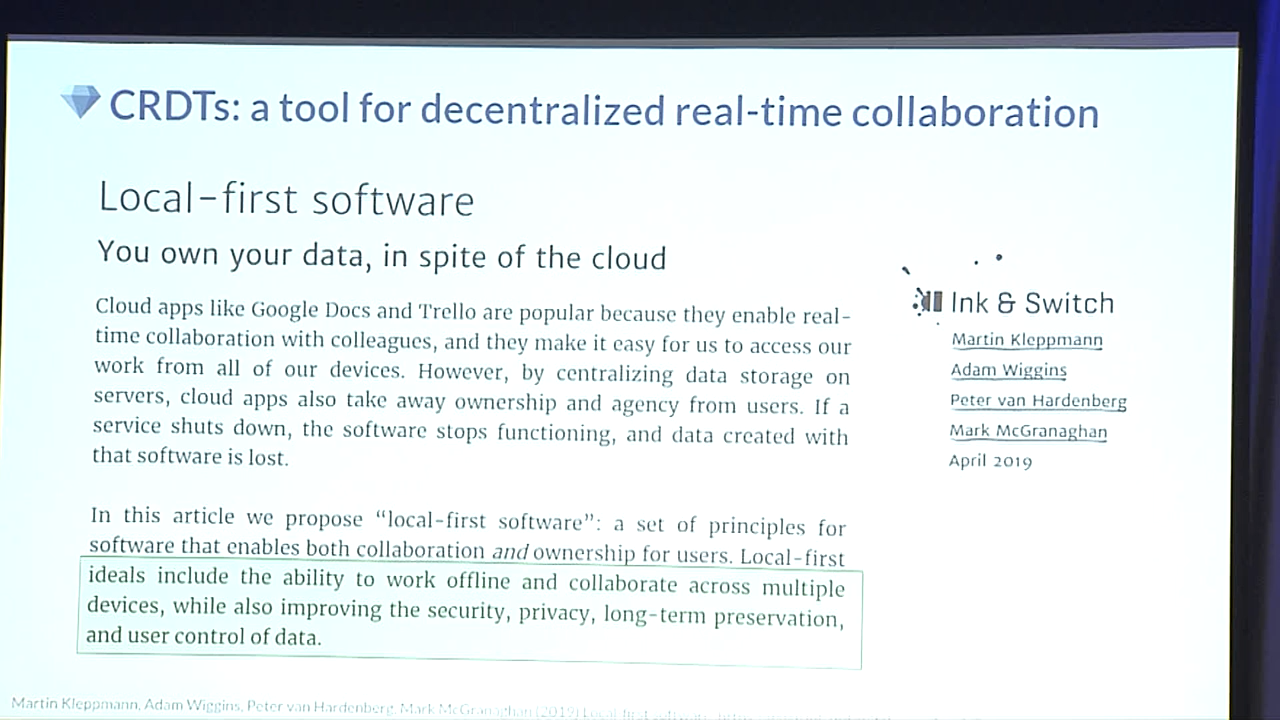 CRDTs: a tool for decentralized real-time collaboration
Local-first software
You own your data, in spite of the cloud
Cloud apps like Google Docs and Trello are popular because they enable real-
time collaboration with colleagues, and they make it easy for us to access our
work from all of our devices. However, by centralizing data storage on
servers, cloud apps also take away ownership and agency from users. If a
service shuts down, the software stops functioning, and data created with
that software is lost.
In this article we propose “local-first software”: a set of principles for
software that enables both collaboration and ownership for users. Local-first
ideals include the ability to work offline and collaborate across multiple
devices, while also improving the security, privacy, long-term preservation,
and user control of data.
Ink & Switch
Martin Kleppmann
Adam Wiggins
Peter van Hardenberg
Mark McGranaghan
April 2019
Martin Kleppmann, Adam Wiggins, Peter van Hardenberg, Mark McGranaghan (2019) Local-first software